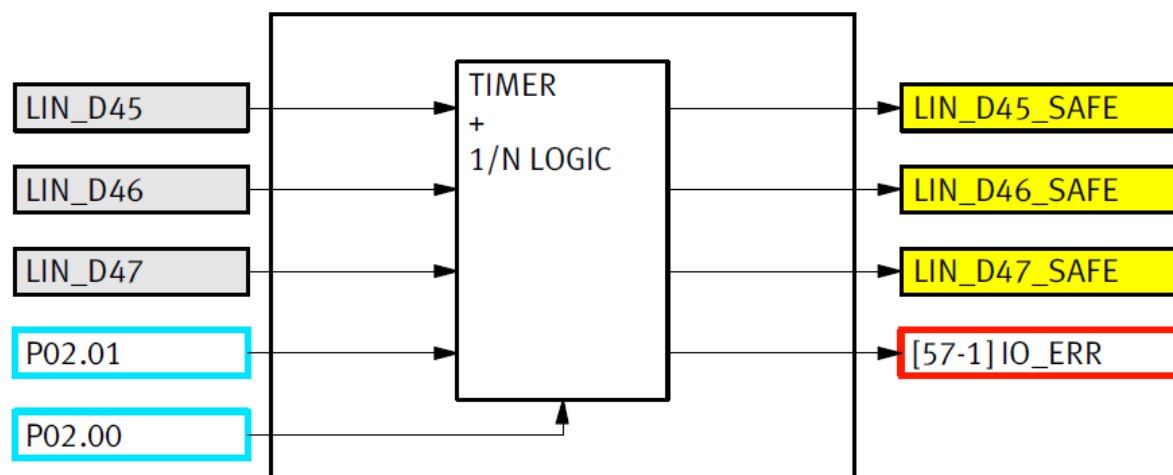 LIN_D45
LIN_D46
LIN_D47
P02.01
P02.00
TIMER
+
1/N LOGIC
LIN_D45_SAFE
LIN_D46_SAFE
LIN_D47_SAFE
[57-1] IO_ERR